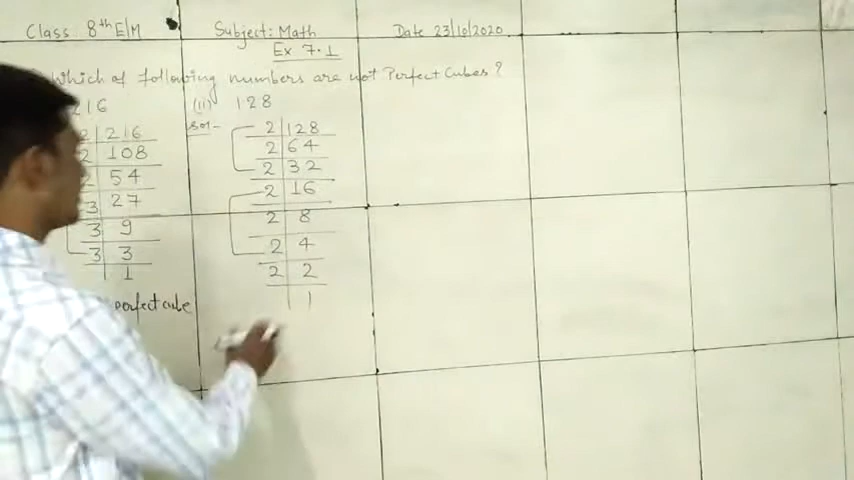 Class: 8th E/M Subject: Math Date 23/10/2020
Ex 7.1
Which of following numbers are not Perfect Cubes?
216 (ii) 128
Sol-
2 216
2 108
2 54
3 27
3 9
3 3
1
perfect cube
2 128
2 64
2 32
2 16
2 8
2 4
2 2
1